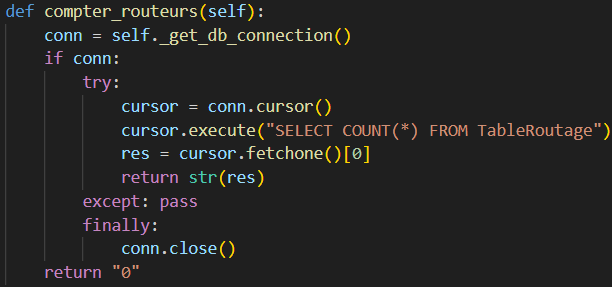 def compter_routeurs(self):
    conn = self._get_db_connection()
    if conn:
        try:
            cursor = conn.cursor()
            cursor.execute("SELECT COUNT(*) FROM TableRoutage")
            res = cursor.fetchone()[0]
            return str(res)
        except: pass
        finally:
            conn.close()
    return "0"